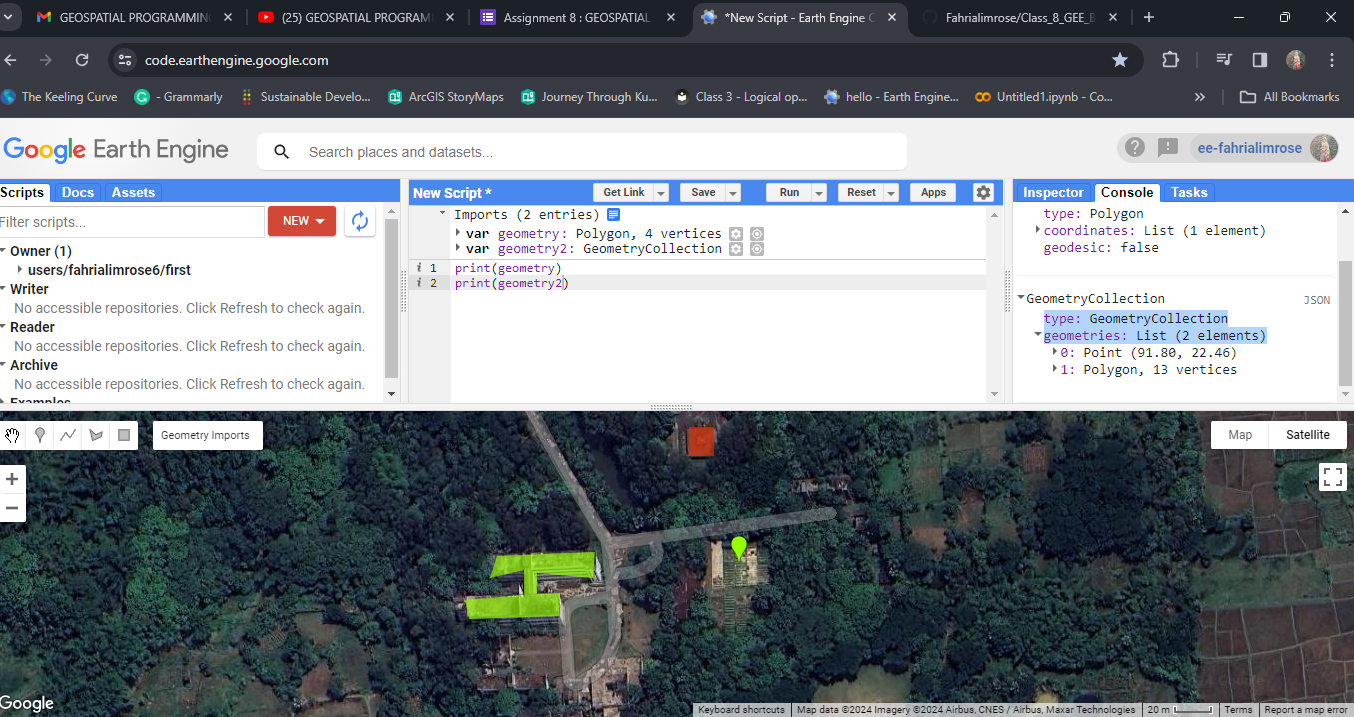 GEOSPATIAL PROGRAMMIN
(25) GEOSPATIAL PROGRAM
Assignment 8 : GEOSPATIAL
*New Script - Earth Engine C
Fahrialimrose/Class_8_GEE_B
code.earthengine.google.com
The Keeling Curve
- Grammarly
Sustainable Develo...
ArcGIS StoryMaps
Journey Through Ku...
Class 3 - Logical op...
hello - Earth Engine...
Untitled1.ipynb - Co...
All Bookmarks
Google Earth Engine
Search places and datasets...
ee-fahrialimrose
Scripts Docs Assets
Filter scripts...
NEW
Owner (1)
users/fahrialimrose6/first
Writer
No accessible repositories. Click Refresh to check again.
Reader
No accessible repositories. Click Refresh to check again.
Archive
No accessible repositories. Click Refresh to check again.
Examples
New Script *
Get Link Save Run Reset Apps
Imports (2 entries)
var geometry: Polygon, 4 vertices
var geometry2: GeometryCollection
i 1 print(geometry)
i 2 print(geometry2)
Inspector Console Tasks
type: Polygon
coordinates: List (1 element)
geodesic: false
GeometryCollection JSON
type: GeometryCollection
geometries: List (2 elements)
0: Point (91.80, 22.46)
1: Polygon, 13 vertices
Geometry Imports
Map Satellite
Google
Keyboard shortcuts
Map data ©2024 Imagery ©2024 Airbus, CNES / Airbus, Maxar Technologies
20 m
Terms
Report a map error